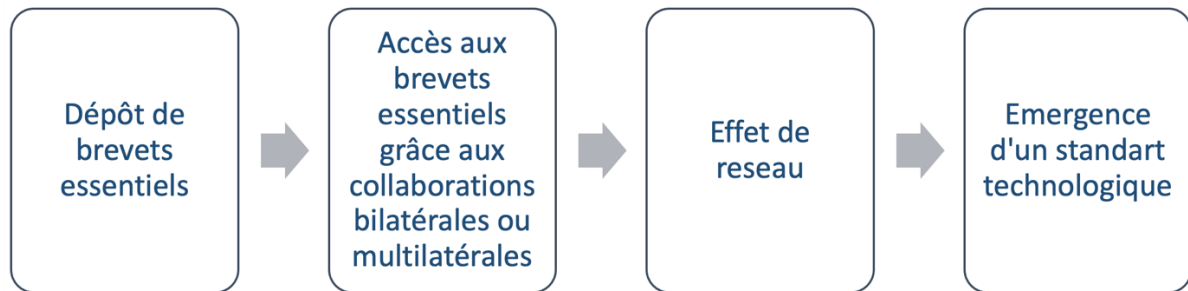 Dépôt de
brevets
essentiels
Accès aux
brevets
essentiels
grâce aux
collaborations
bilatérales ou
multilatérales
Effet de
reseau
Emergence
d'un standart
technologique